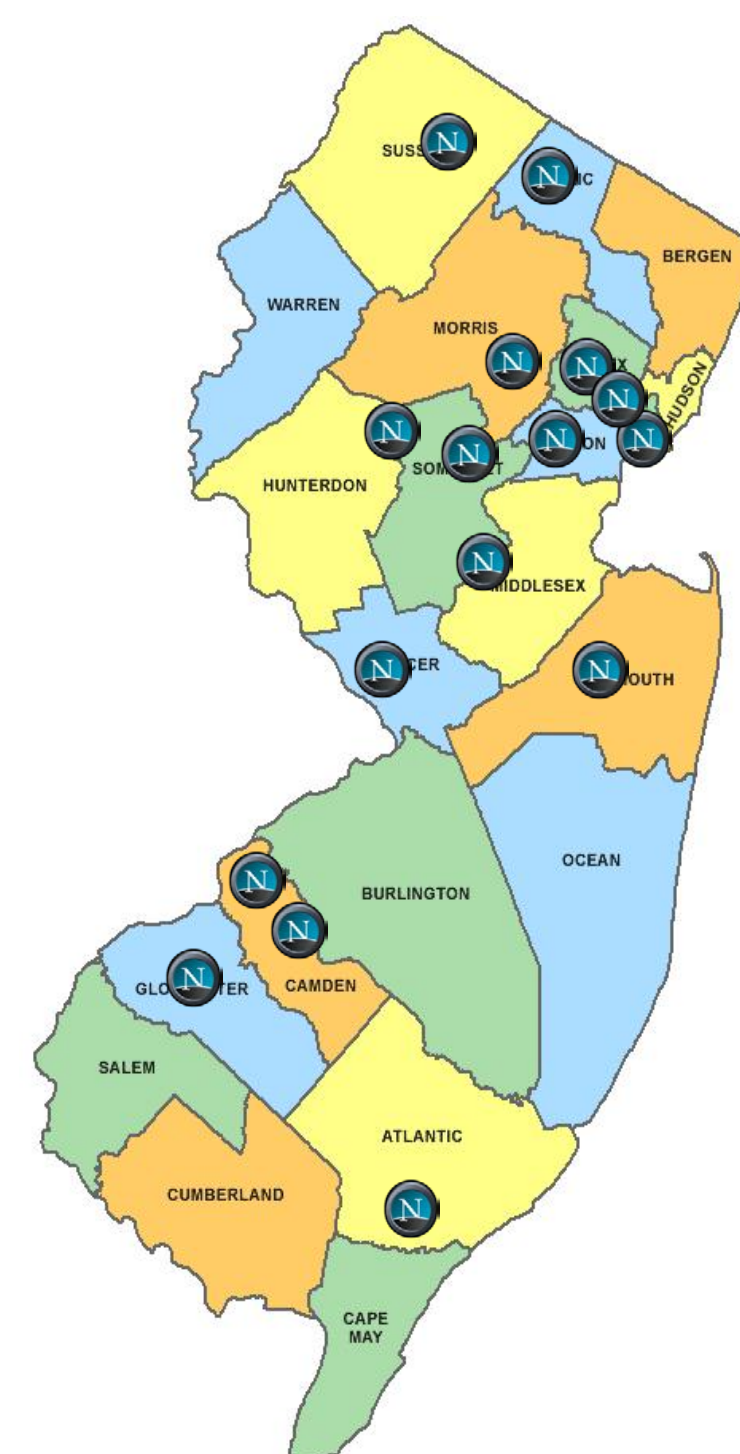 SUSS N
N IC
BERGEN
WARREN
MORRIS
N
N X
N
HUDSON
N
SOM N ET
N ON
N
HUNTERDON
N
MIDDLESEX
N CER
N OUTH
OCEAN
N
BURLINGTON
N
CAMDEN
GLO N TER
SALEM
ATLANTIC
CUMBERLAND
N
CAPE
MAY